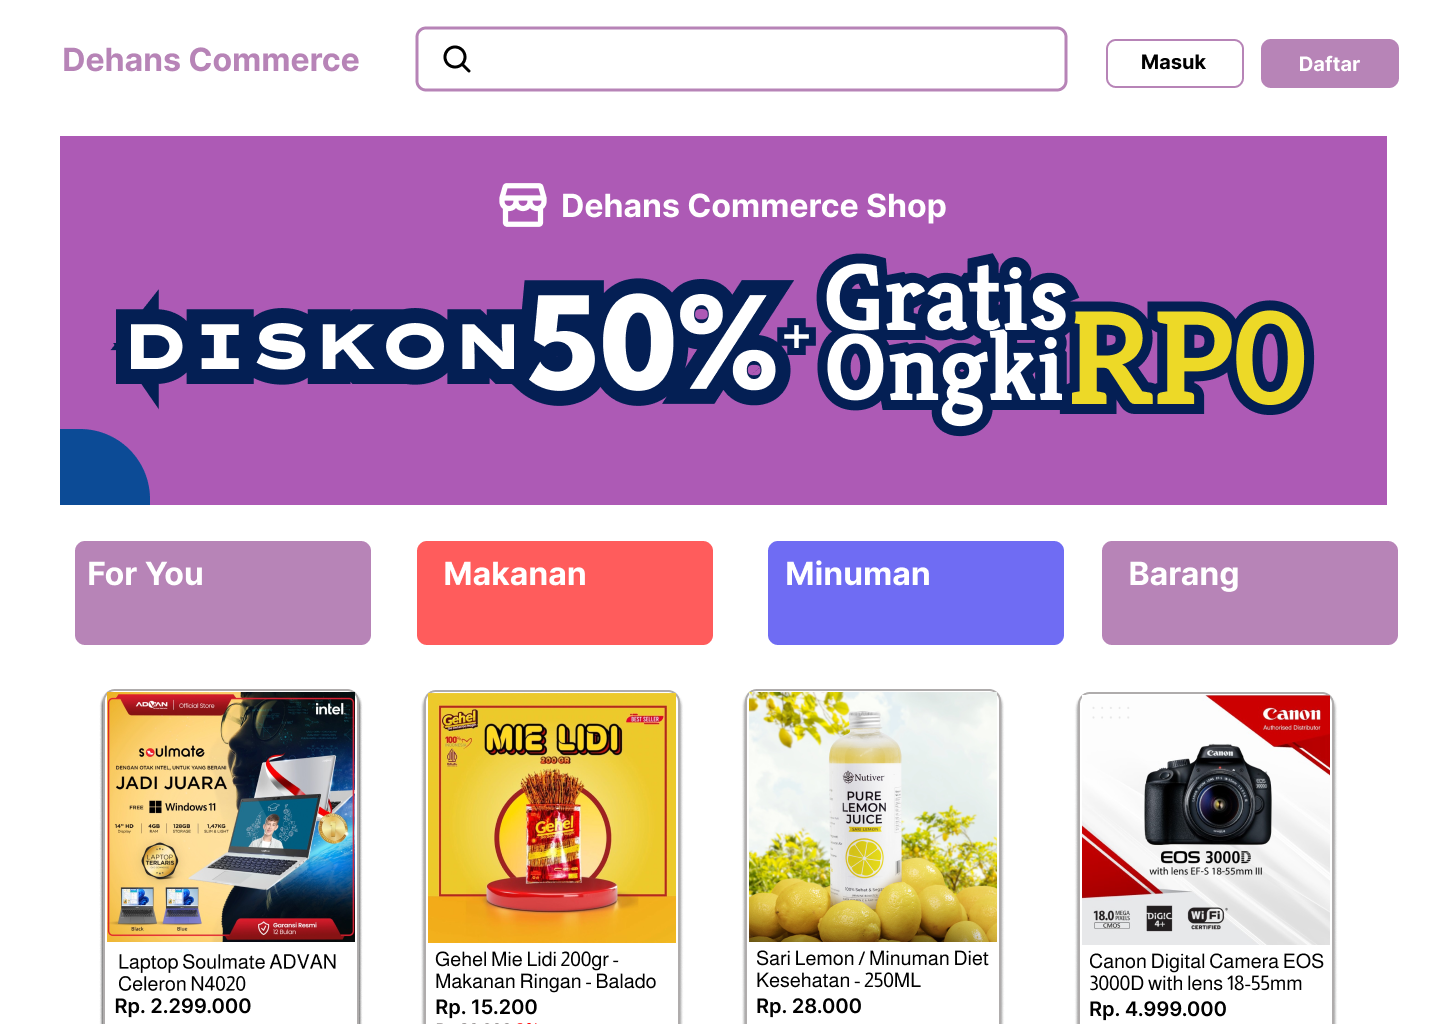 Dehans Commerce
Masuk
Daftar
Dehans Commerce Shop
DISKON 50% + Gratis Ongki RP0
For You
Makanan
Minuman
Barang
ADVAN | Official Store
intel
soulmate
DENGAN OTAK INTEL, UNTUK YANG BERANI
JADI JUARA
FREE Windows 11
14" HD 4GB 128GB 1,47KG
Display RAM STORAGE SLIM & LIGHT
LAPTOP
TERLARIS
Black Blue
Garansi Resmi
12 Bulan
Laptop Soulmate ADVAN
Celeron N4020
Rp. 2.299.000
Gehel
BEST SELLER
100%
MIE LIDI
200 GR
Gehel
Gehel Mie Lidi 200gr -
Makanan Ringan - Balado
Rp. 15.200
Nutiver
PURE
LEMON
JUICE
Sari Lemon / Minuman Diet
Kesehatan - 250ML
Rp. 28.000
Canon
Authorised Distributor
Canon
EOS 3000D
with lens EF-S 18-55mm III
18.0 MEGA PIXELS
CMOS
DIGIC
4+
Wi Fi
CERTIFIED
Canon Digital Camera EOS
3000D with lens 18-55mm
Rp. 4.999.000